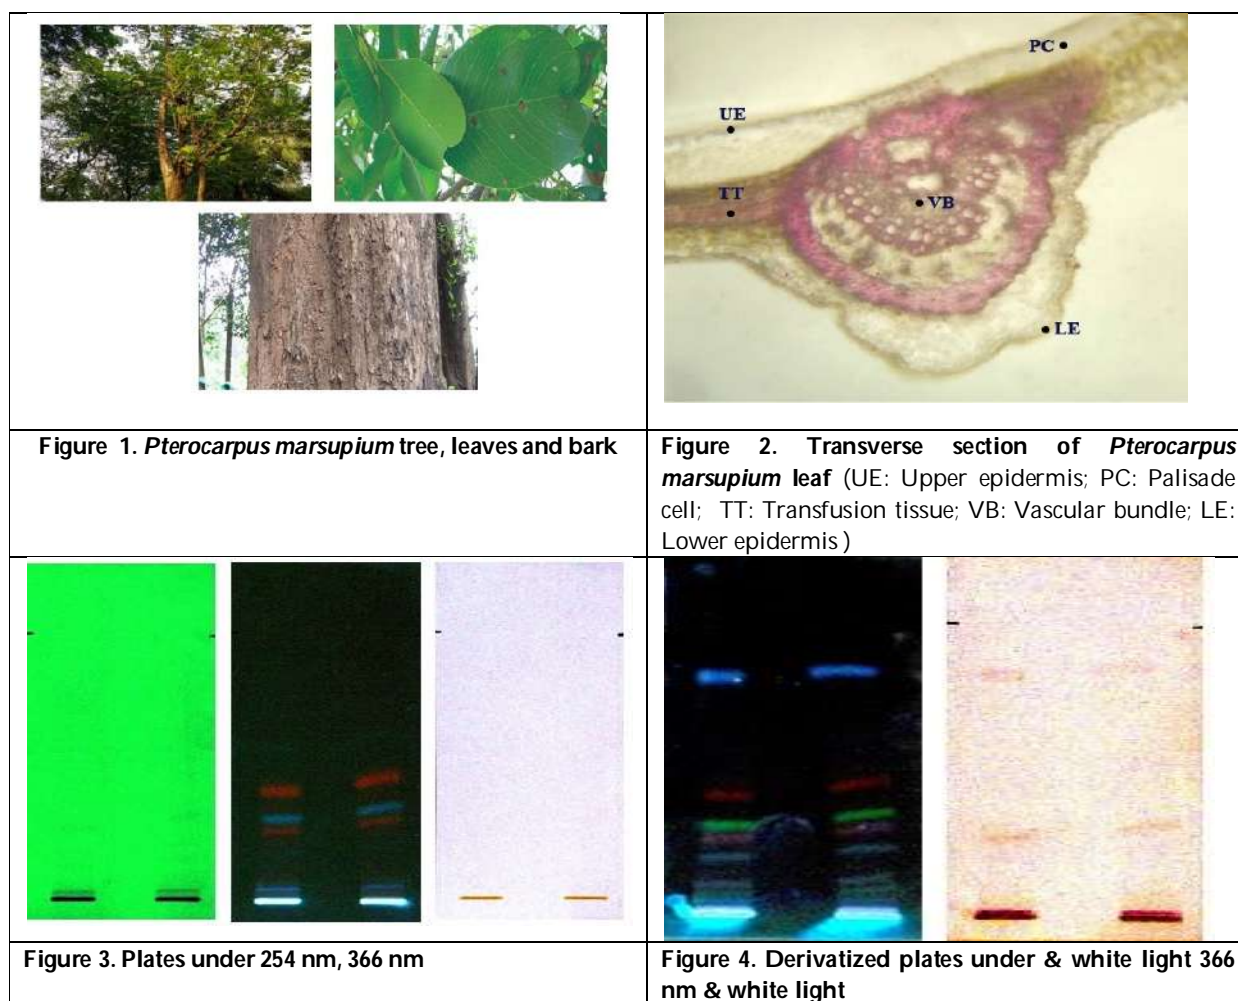 PC
UE
TT
VB
LE
Figure 1. Pterocarpus marsupium tree, leaves and bark
Figure 2. Transverse section of Pterocarpus
marsupium leaf (UE: Upper epidermis; PC: Palisade
cell; TT: Transfusion tissue; VB: Vascular bundle; LE:
Lower epidermis )
Figure 3. Plates under 254 nm, 366 nm
Figure 4. Derivatized plates under & white light 366
nm & white light